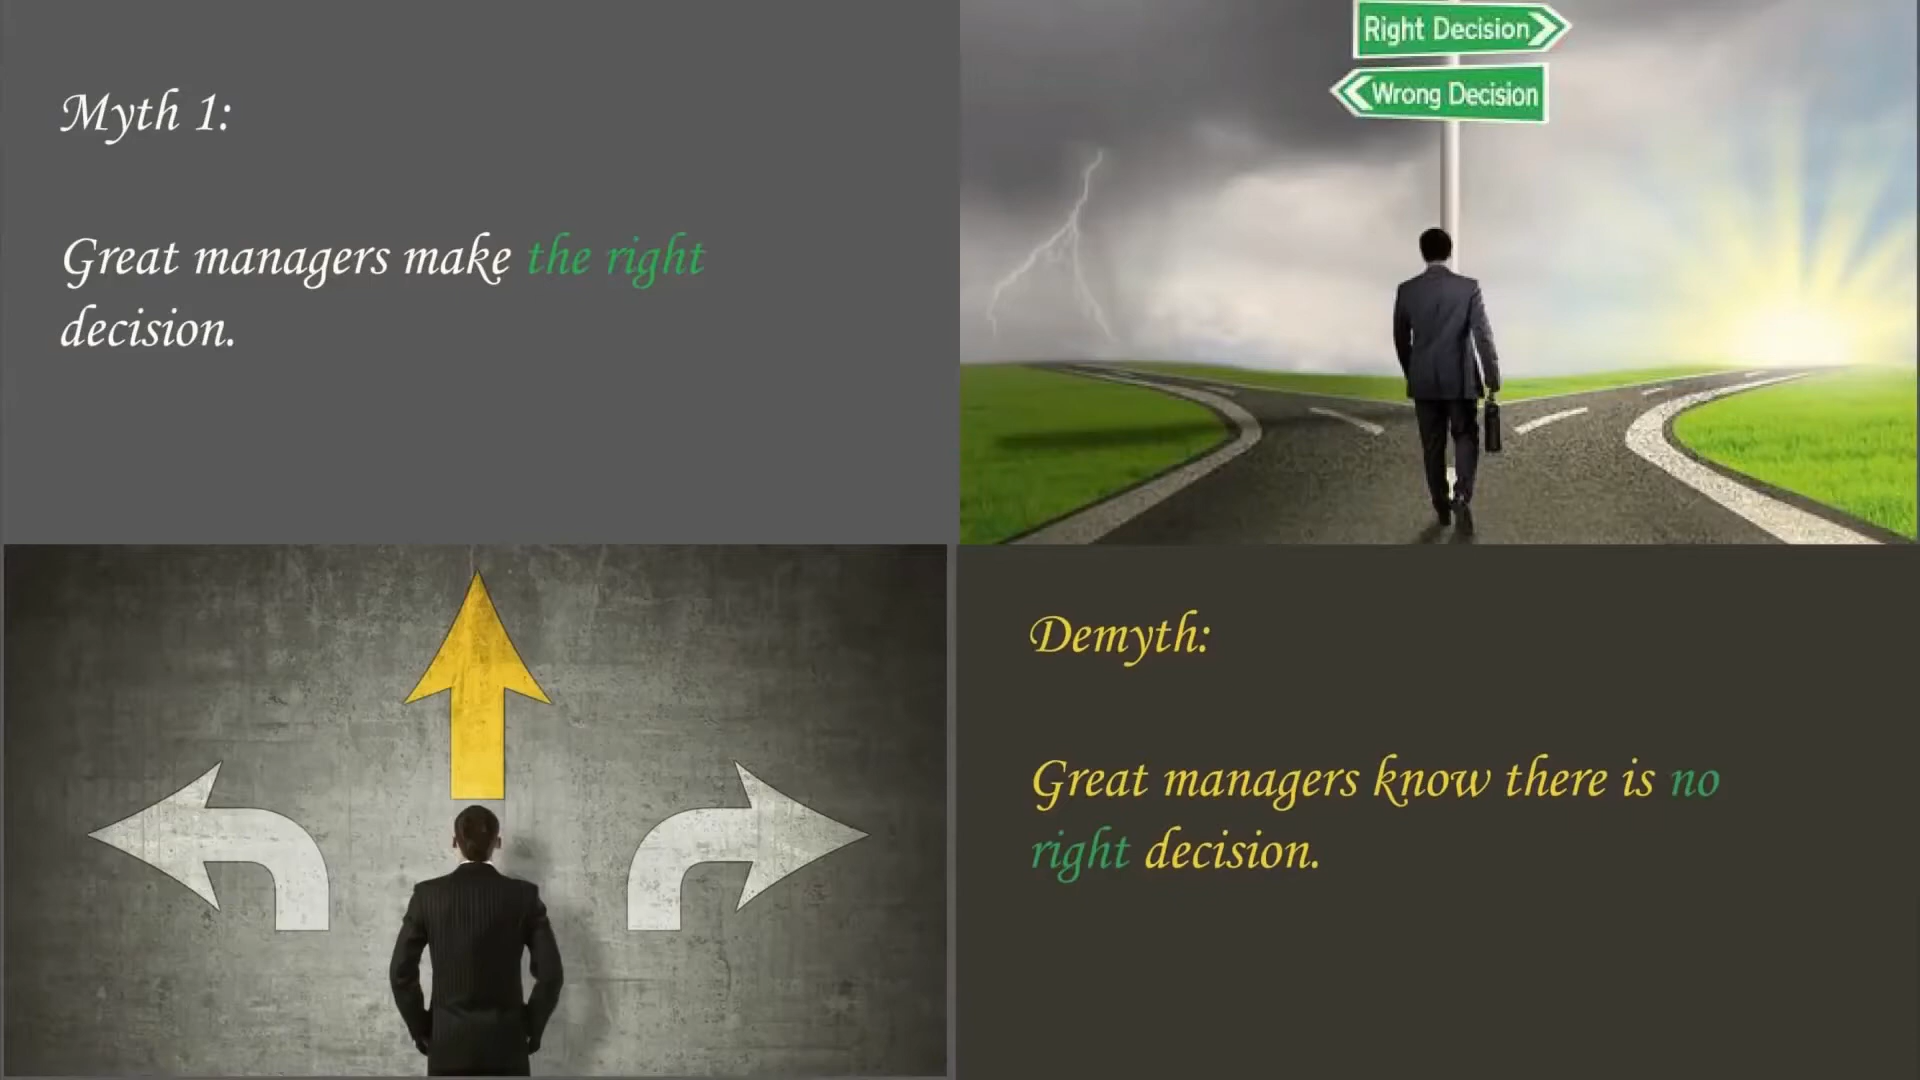 Myth 1:
Great managers make the right
decision.
Right Decision
Wrong Decision
Demyth:
Great managers know there is no
right decision.